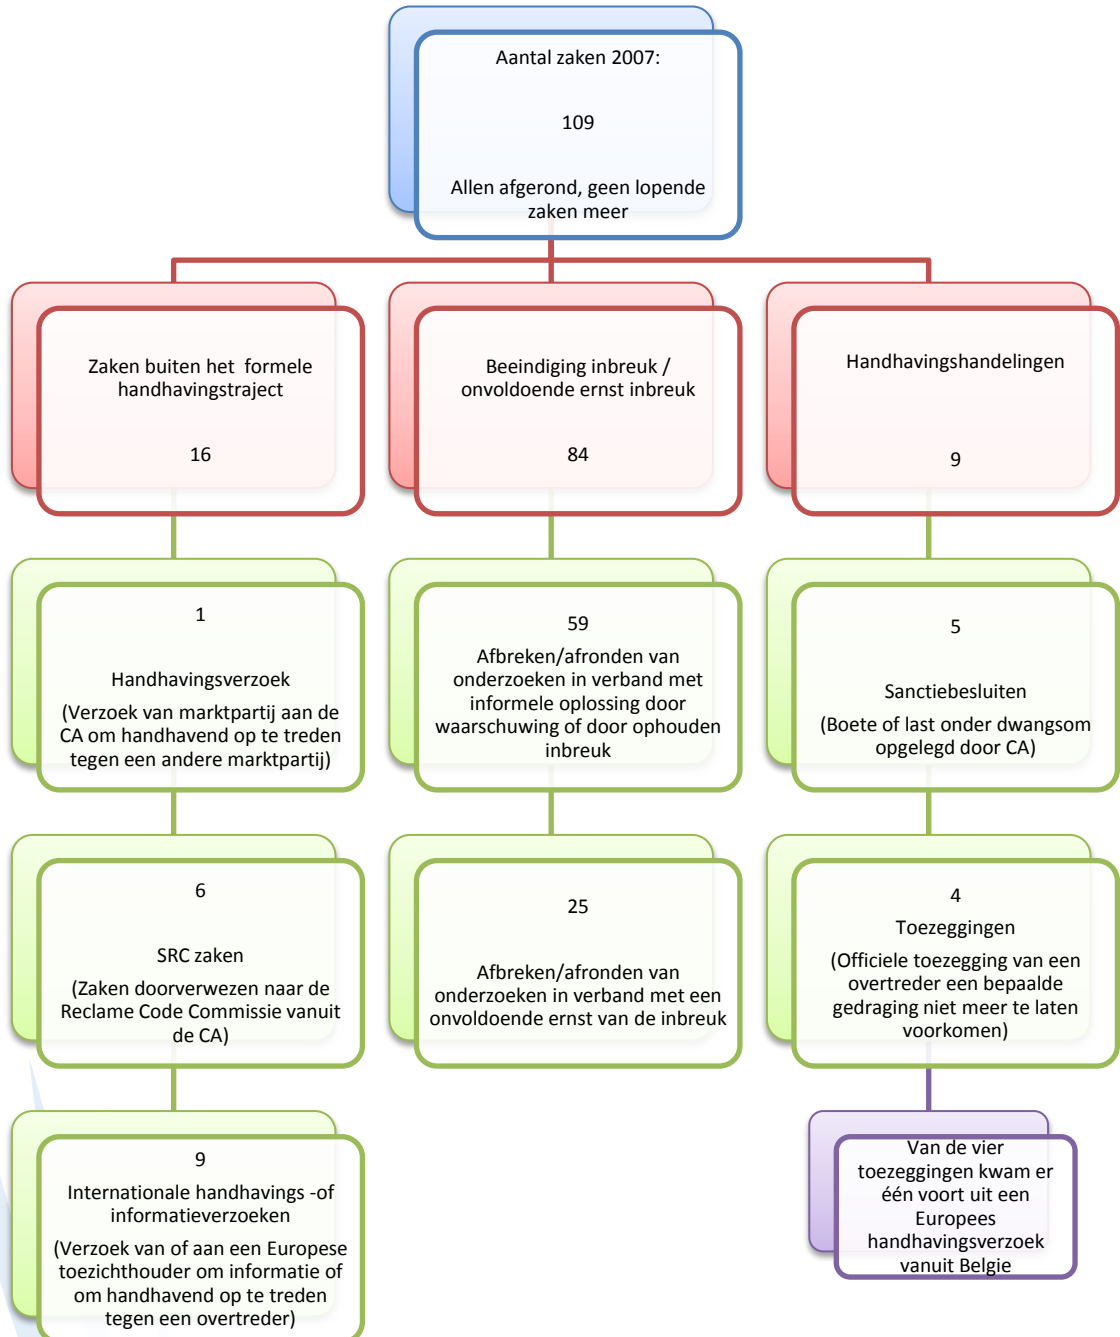 Aantal zaken 2007:
109
Allen afgerond, geen lopende
zaken meer
Zaken buiten het formele
handhavingstraject
16
Beeindiging inbreuk /
onvoldoende ernst inbreuk
84
Handhavingshandelingen
9
1
Handhavingsverzoek
(Verzoek van marktpartij aan de
CA om handhavend op te treden
tegen een andere marktpartij)
59
Afbreken/afronden van
onderzoeken in verband met
informele oplossing door
waarschuwing of door ophouden
inbreuk
5
Sanctiebesluiten
(Boete of last onder dwangsom
opgelegd door CA)
6
SRC zaken
(Zaken doorverwezen naar de
Reclame Code Commissie vanuit
de CA)
25
Afbreken/afronden van
onderzoeken in verband met een
onvoldoende ernst van de inbreuk
4
Toezeggingen
(Officiele toezegging van een
overtreder een bepaalde
gedraging niet meer te laten
voorkomen)
9
Internationale handhavings -of
informatieverzoeken
(Verzoek van of aan een Europese
toezichthouder om informatie of
om handhavend op te treden
tegen een overtreder)
Van de vier
toezeggingen kwam er
één voort uit een
Europees
handhavingsverzoek
vanuit Belgie